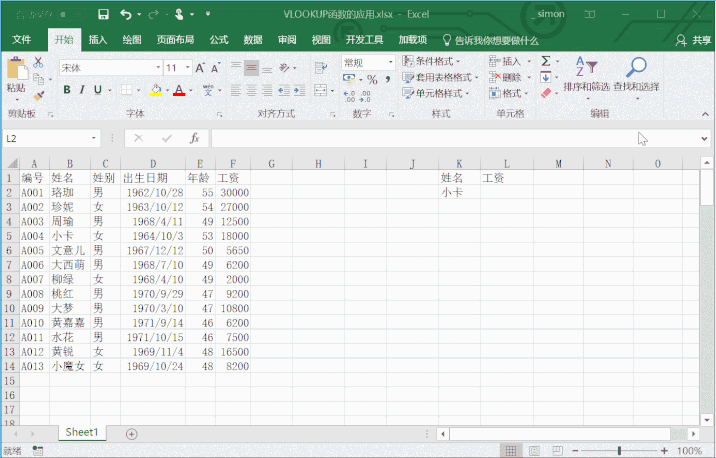 VLOOKUP函数的应用.xlsx - Excel
_simon
文件 开始 插入 绘图 页面布局 公式 数据 审阅 视图 开发工具 加载项 告诉我你想要做什么 共享
粘贴
宋体 11
B I U
常规
条件格式
套用表格格式
单元格样式
插入
删除
格式
排序和筛选 查找和选择
剪贴板 字体 对齐方式 数字 样式 单元格 编辑
L2 fx
A B C D E F G H I J K L M N O
1 编号 姓名 姓别 出生日期 年龄 工资 姓名 工资
2 A001 珞珈 男 1962/10/28 55 30000 小卡
3 A002 珍妮 女 1963/10/12 54 27000
4 A003 周瑜 男 1968/4/11 49 12500
5 A004 小卡 女 1964/10/3 53 18000
6 A005 文意儿 男 1967/12/12 50 5650
7 A006 大西萌 男 1968/7/10 49 6200
8 A007 柳绿 女 1968/4/10 49 2000
9 A008 桃红 男 1970/9/29 47 9200
10 A009 大梦 男 1970/3/10 47 10800
11 A010 黄嘉嘉 男 1971/9/14 46 6200
12 A011 水花 男 1971/10/15 46 7500
13 A012 黄锐 女 1969/11/4 48 16500
14 A013 小魔女 女 1969/10/24 48 8200
15
16
17
18
Sheet1
就绪 100%